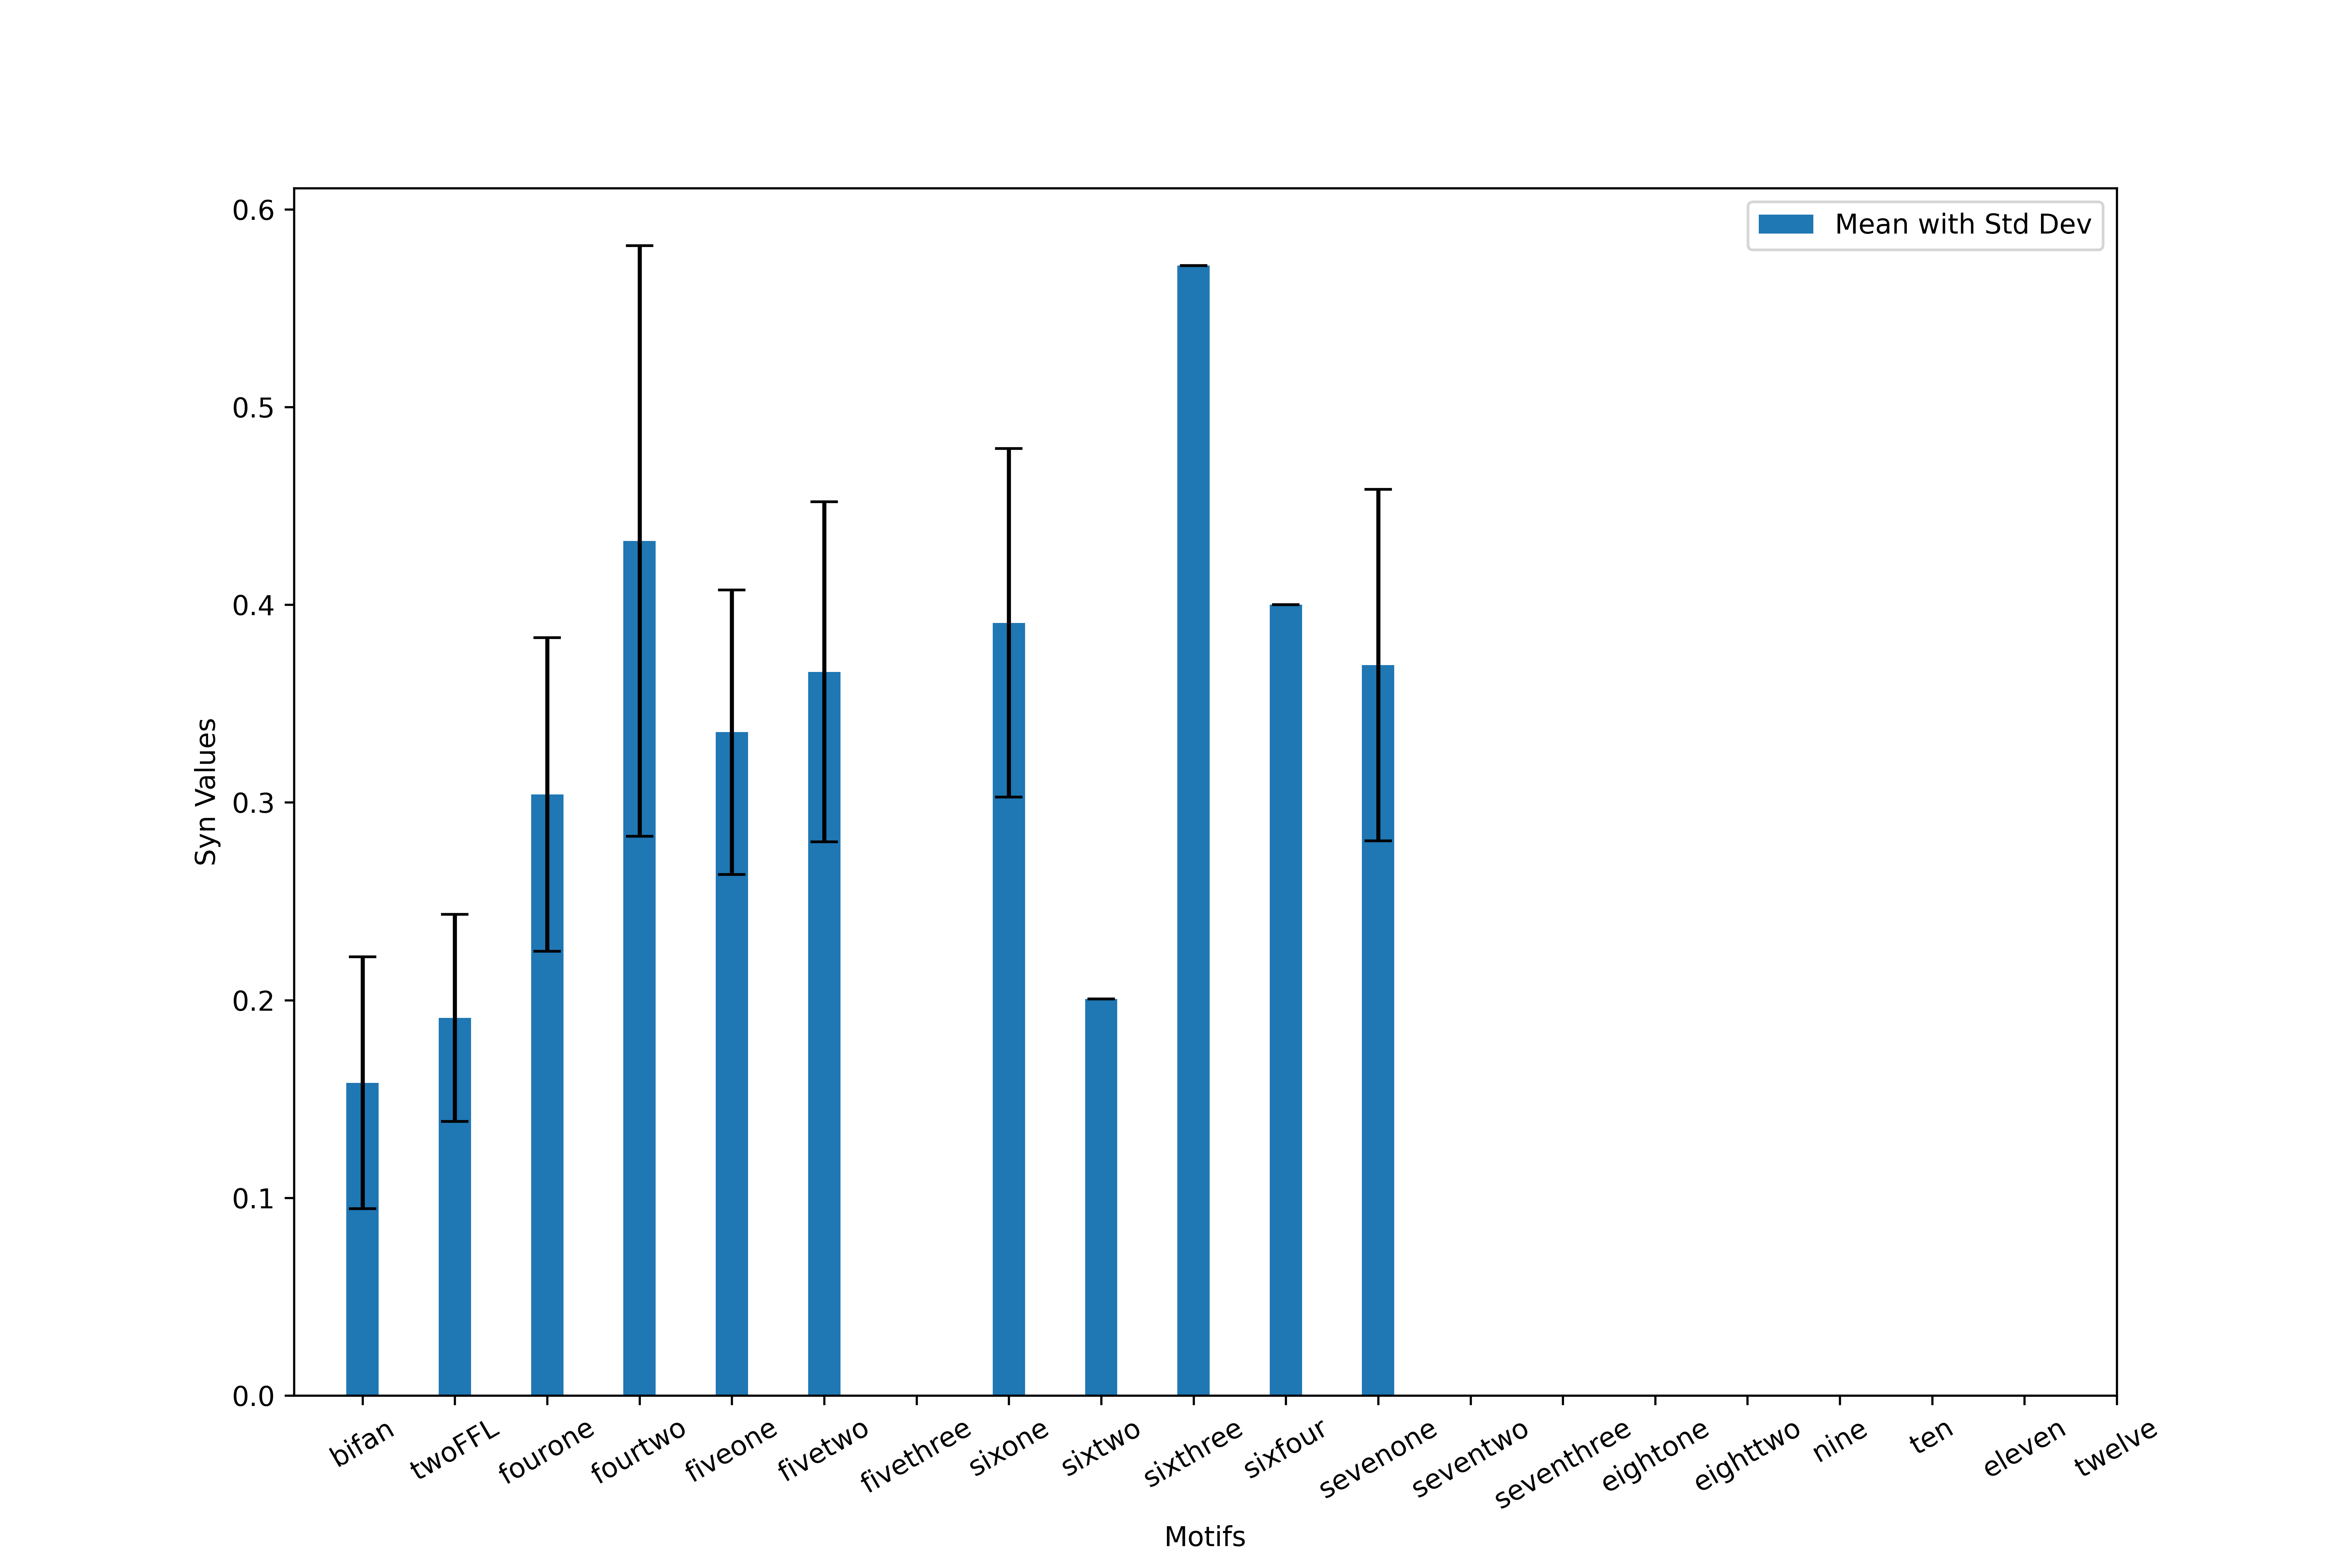 Mean with Std Dev
0.6
0.5
0.4
0.3
0.2
0.1
0.0
Syn Values
bifan
twoFFL
fourone
fourtwo
fiveone
fivetwo
fivethree
sixone
sixtwo
sixthree
sixfour
sevenone
seventwo
seventhree
eightone
eighttwo
nine
ten
eleven
twelve
Motifs